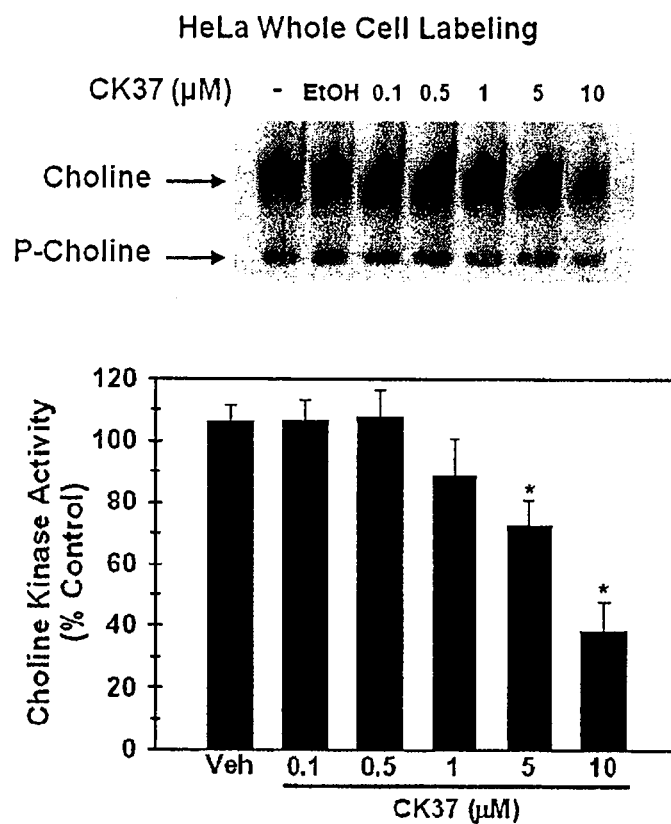 HeLa Whole Cell Labeling
CK37 (μM) - EtOH 0.1 0.5 1 5 10
Choline
P-Choline
Choline Kinase Activity
(% Control)
120
100
80
60
40
20
0
* *
Veh 0.1 0.5 1 5 10
CK37 (μM)